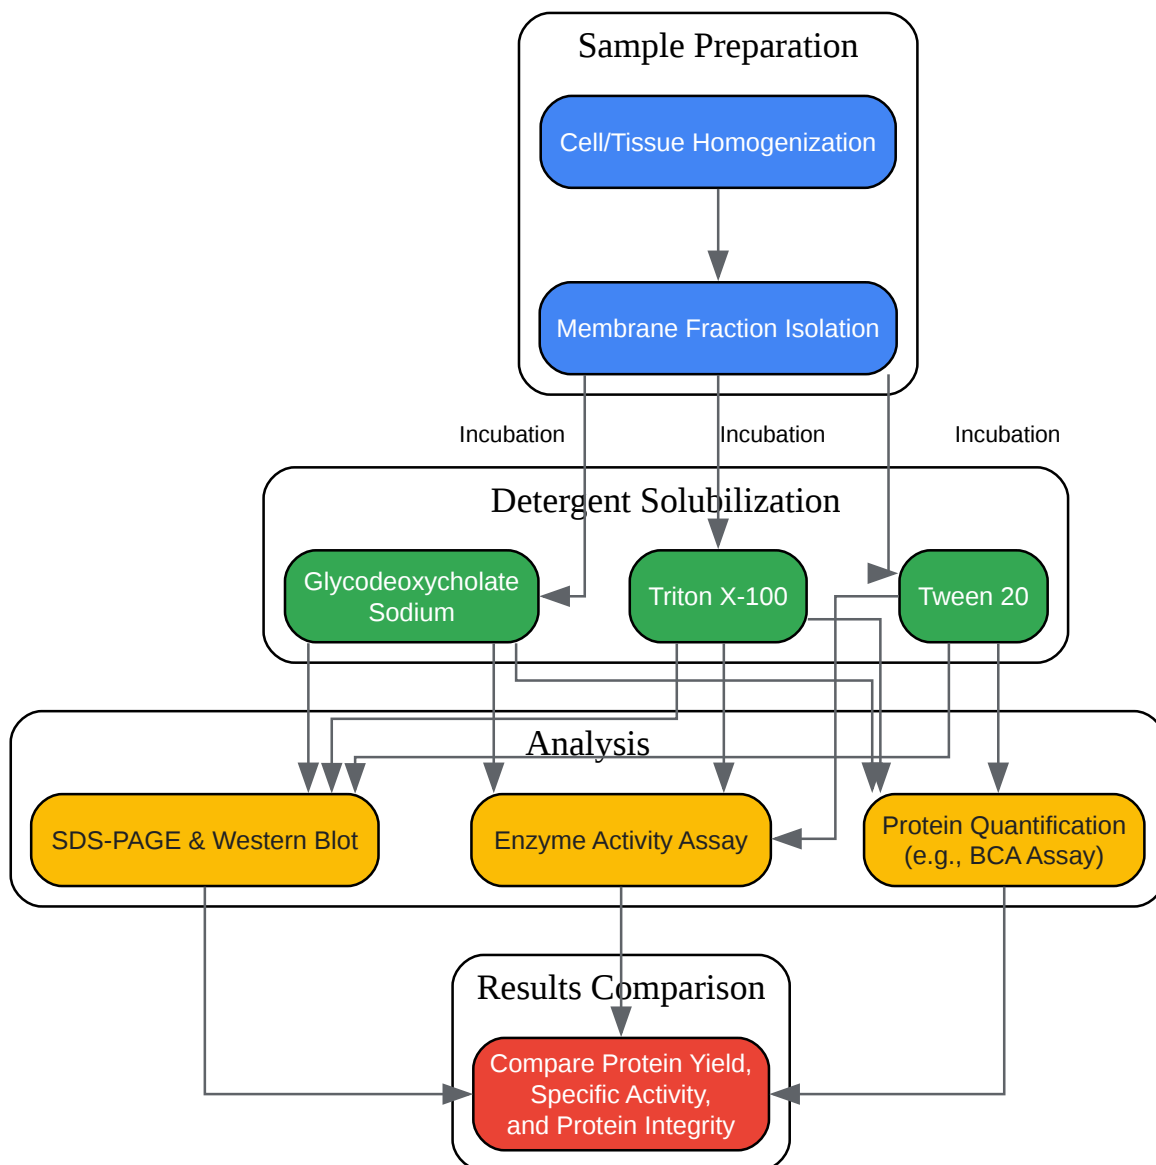 Sample Preparation
Cell/Tissue Homogenization
Membrane Fraction Isolation
Incubation
Incubation
Incubation
Detergent Solubilization
Glycodeoxycholate
Sodium
Triton X-100
Tween 20
Analysis
SDS-PAGE & Western Blot
Enzyme Activity Assay
Protein Quantification
(e.g., BCA Assay)
Results Comparison
Compare Protein Yield,
Specific Activity,
and Protein Integrity